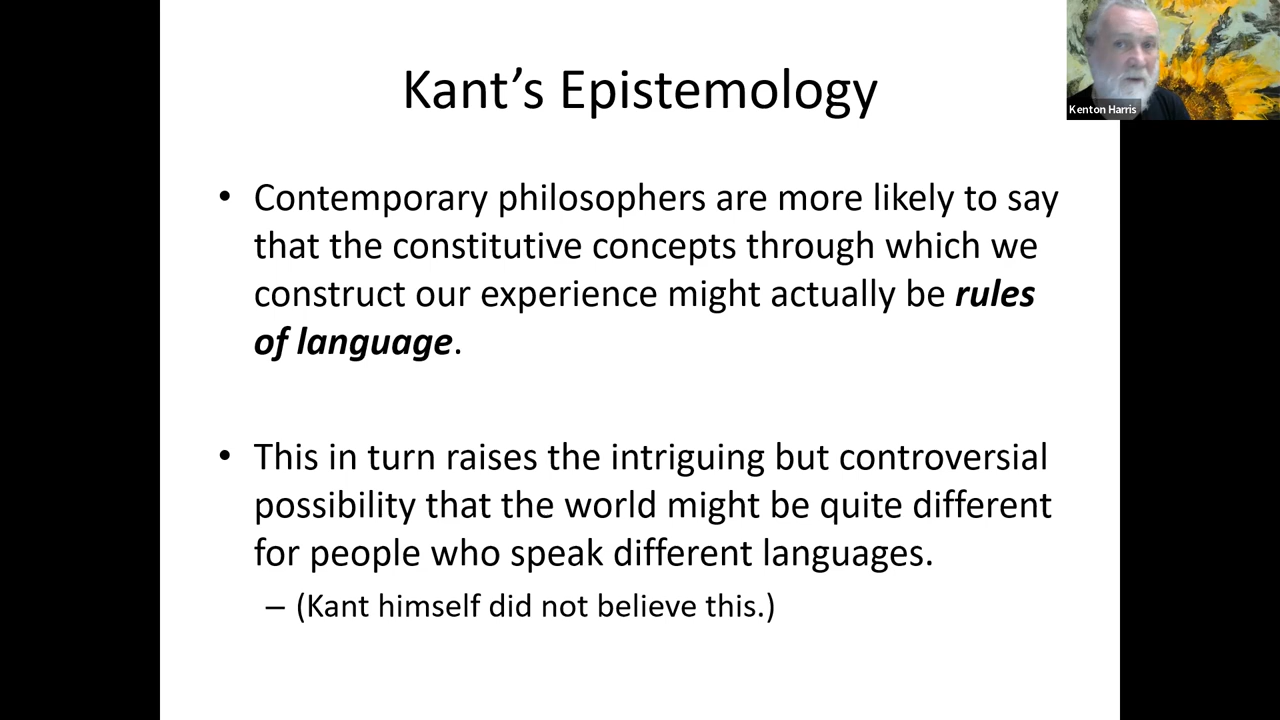 Kant’s Epistemology
Kenton Harris
• Contemporary philosophers are more likely to say
that the constitutive concepts through which we
construct our experience might actually be rules
of language.
• This in turn raises the intriguing but controversial
possibility that the world might be quite different
for people who speak different languages.
– (Kant himself did not believe this.)